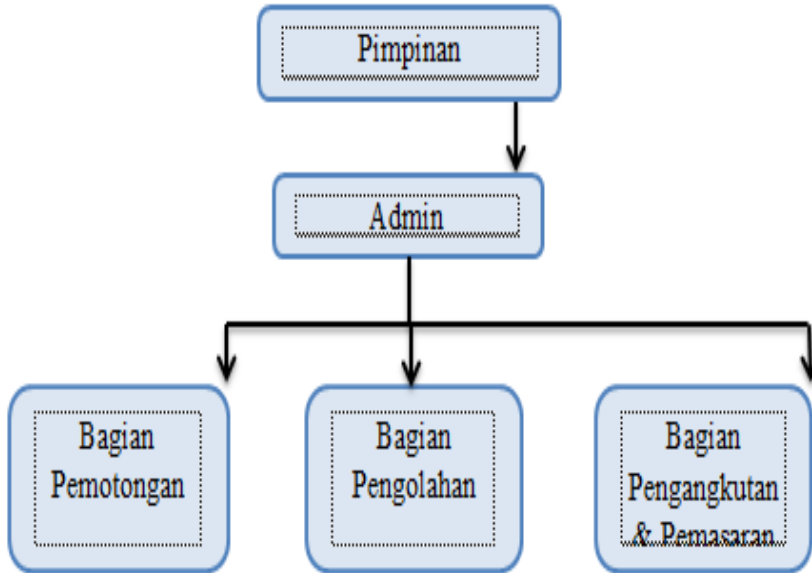 Pimpinan
Admin
Bagian
Pemotongan
Bagian
Pengolahan
Bagian
Pengangkutan
& Pemasaran